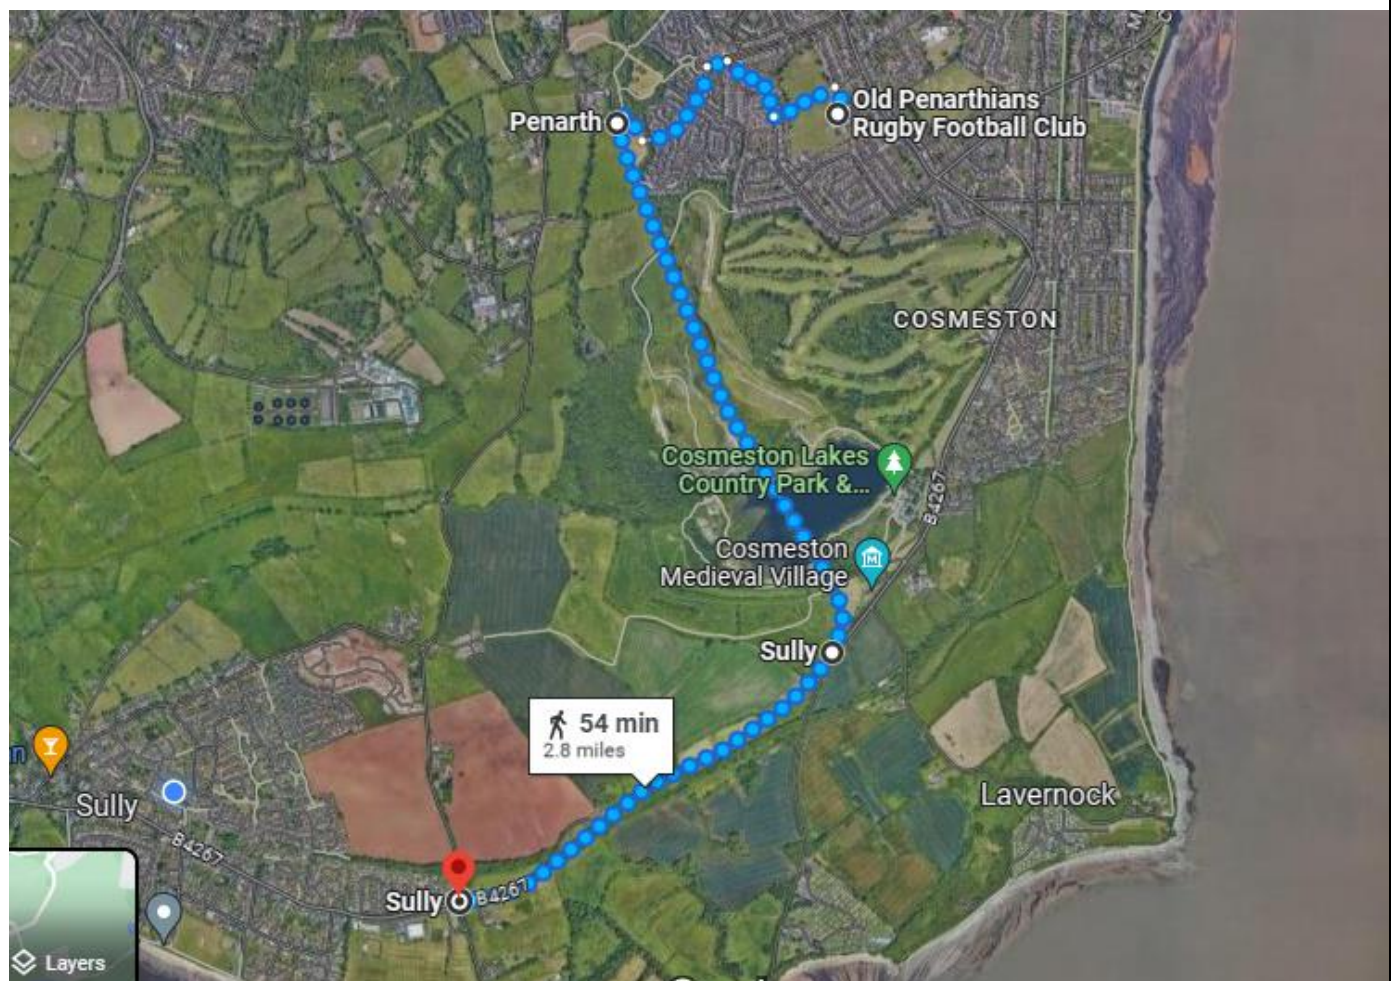 Old Penarthians
Rugby Football Club
Penarth
COSMESTON
Cosmeston Lakes
Country Park &...
B4267
Cosmeston
Medieval Village
Sully
54 min
2.8 miles
Sully
Lavernock
B4267
Sully
B4267
Layers